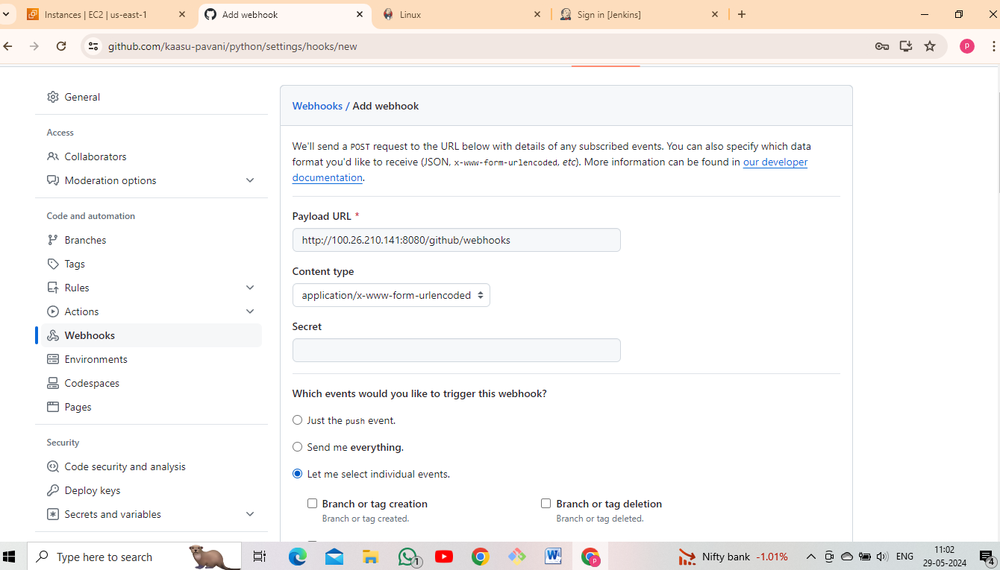 Instances | EC2 | us-east-1
Add webhook
Linux
Sign in [Jenkins]
github.com/kaasu-pavani/python/settings/hooks/new
P
General
Access
Collaborators
Moderation options
Code and automation
Branches
Tags
Rules
Actions
Webhooks
Environments
Codespaces
Pages
Security
Code security and analysis
Deploy keys
Secrets and variables
Webhooks / Add webhook
We'll send a POST request to the URL below with details of any subscribed events. You can also specify which data
format you'd like to receive (JSON, x-www-form-urlencoded, etc). More information can be found in our developer
documentation.
Payload URL *
http://100.26.210.141:8080/github/webhooks
Content type
application/x-www-form-urlencoded
Secret
Which events would you like to trigger this webhook?
Just the push event.
Send me everything.
Let me select individual events.
Branch or tag creation
Branch or tag created.
Branch or tag deletion
Branch or tag deleted.
Type here to search
1
W
P
Nifty bank -1.01%
ENG
11:02
29-05-2024
4